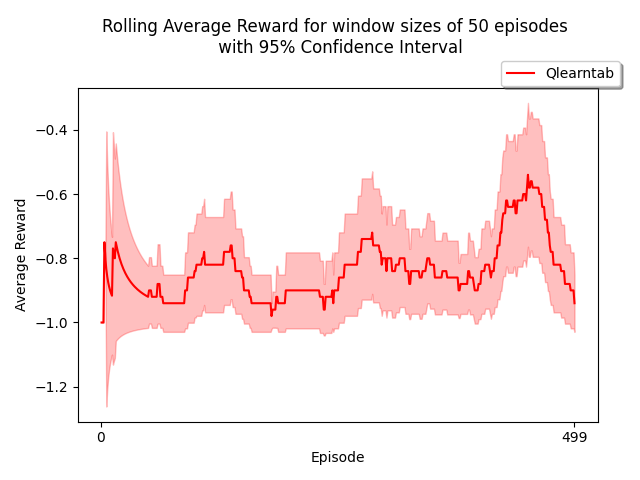 Rolling Average Reward for window sizes of 50 episodes
with 95% Confidence Interval
Qlearntab
−0.4
−0.6
−0.8
−1.0
−1.2
Average Reward
0
499
Episode